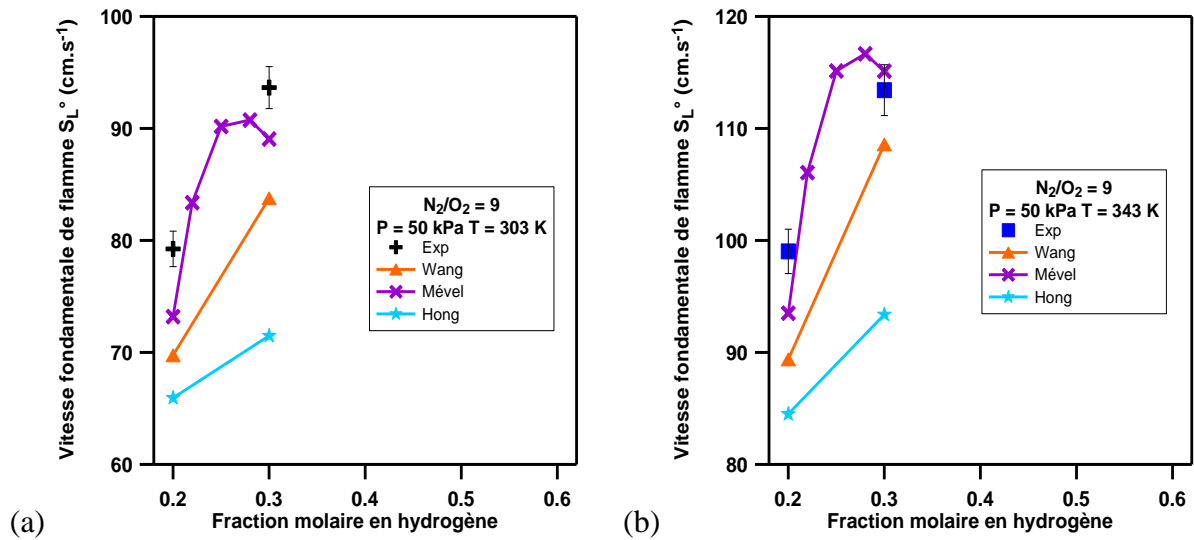 100
90
80
70
60
Vitesse fondamentale de flamme S_L° (cm.s⁻¹)
N₂/O₂ = 9
P = 50 kPa T = 303 K
Exp
Wang
Mével
Hong
0.2 0.3 0.4 0.5 0.6
Fraction molaire en hydrogène
(a)
120
110
100
90
80
Vitesse fondamentale de flamme S_L° (cm.s⁻¹)
N₂/O₂ = 9
P = 50 kPa T = 343 K
Exp
Wang
Mével
Hong
0.2 0.3 0.4 0.5 0.6
Fraction molaire en hydrogène
(b)